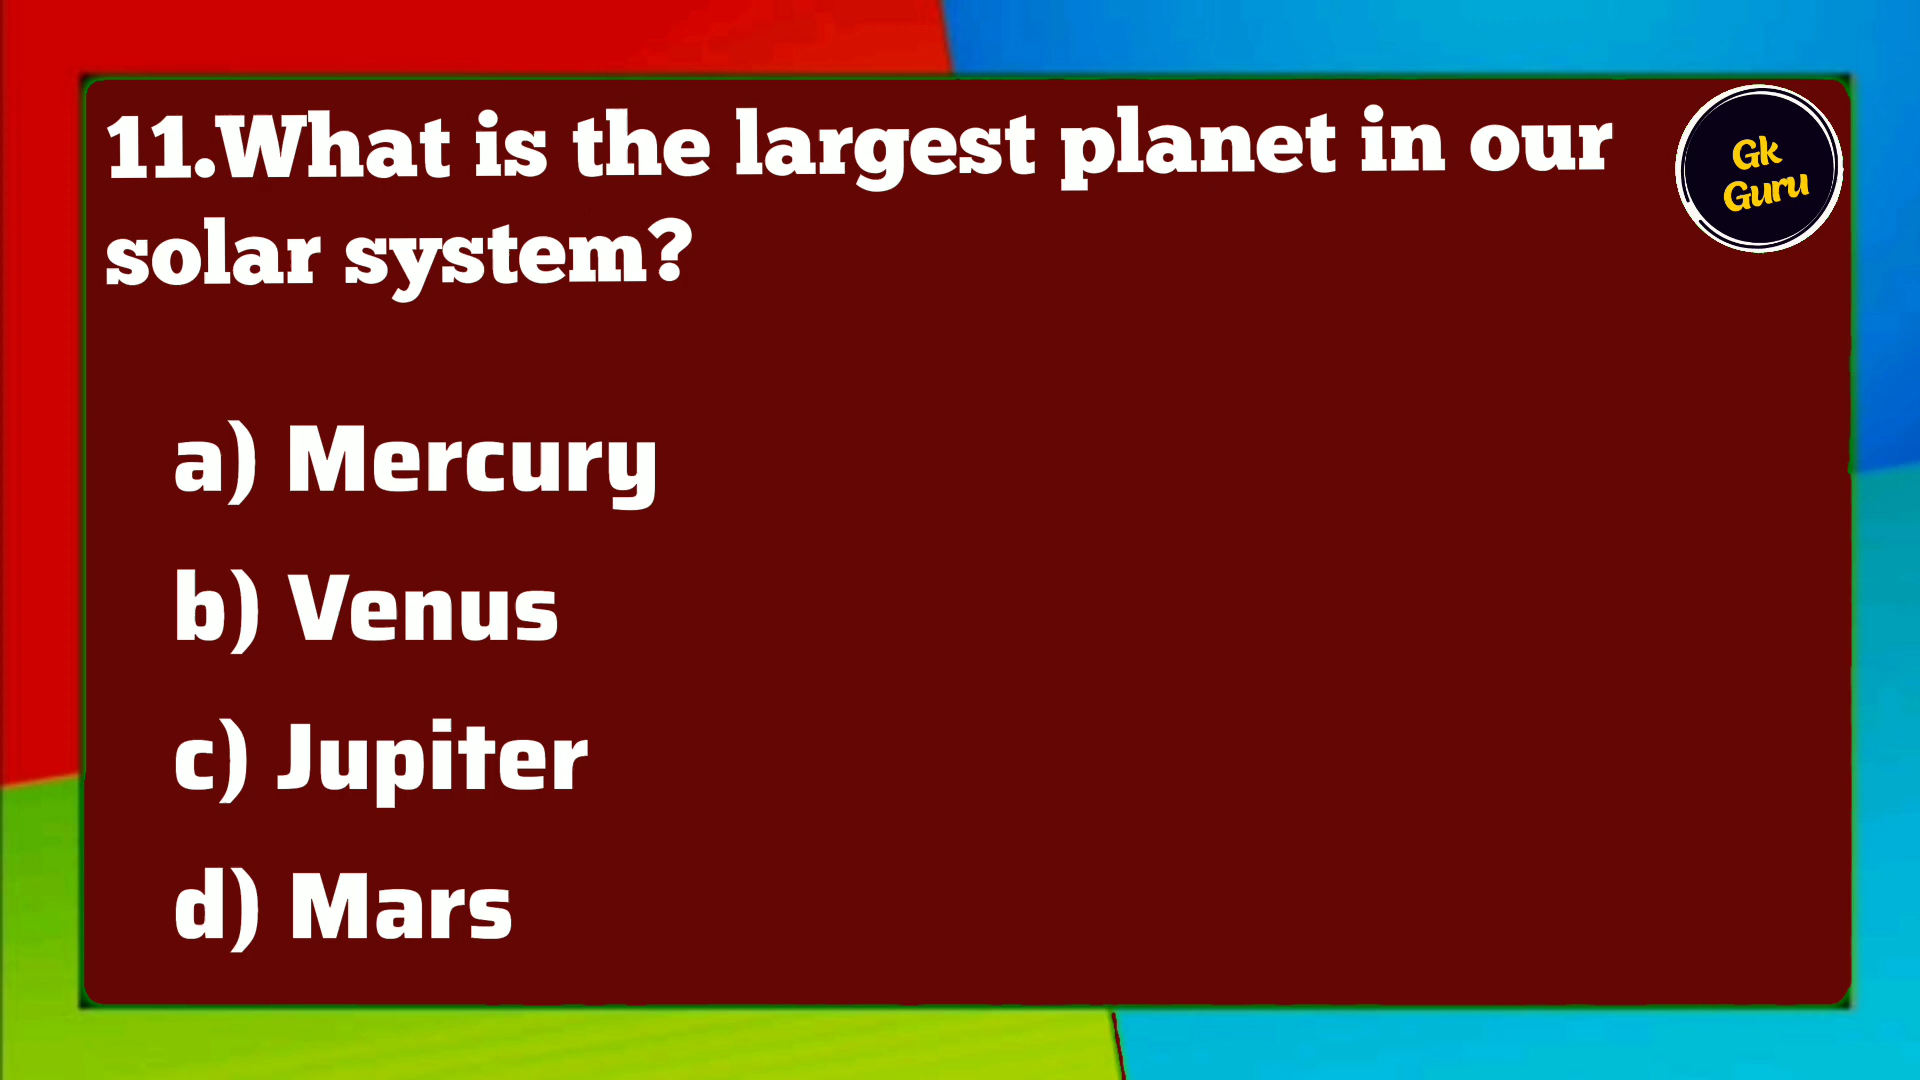 11.What is the largest planet in our
solar system?
Gk
Guru
a) Mercury
b) Venus
c) Jupiter
d) Mars